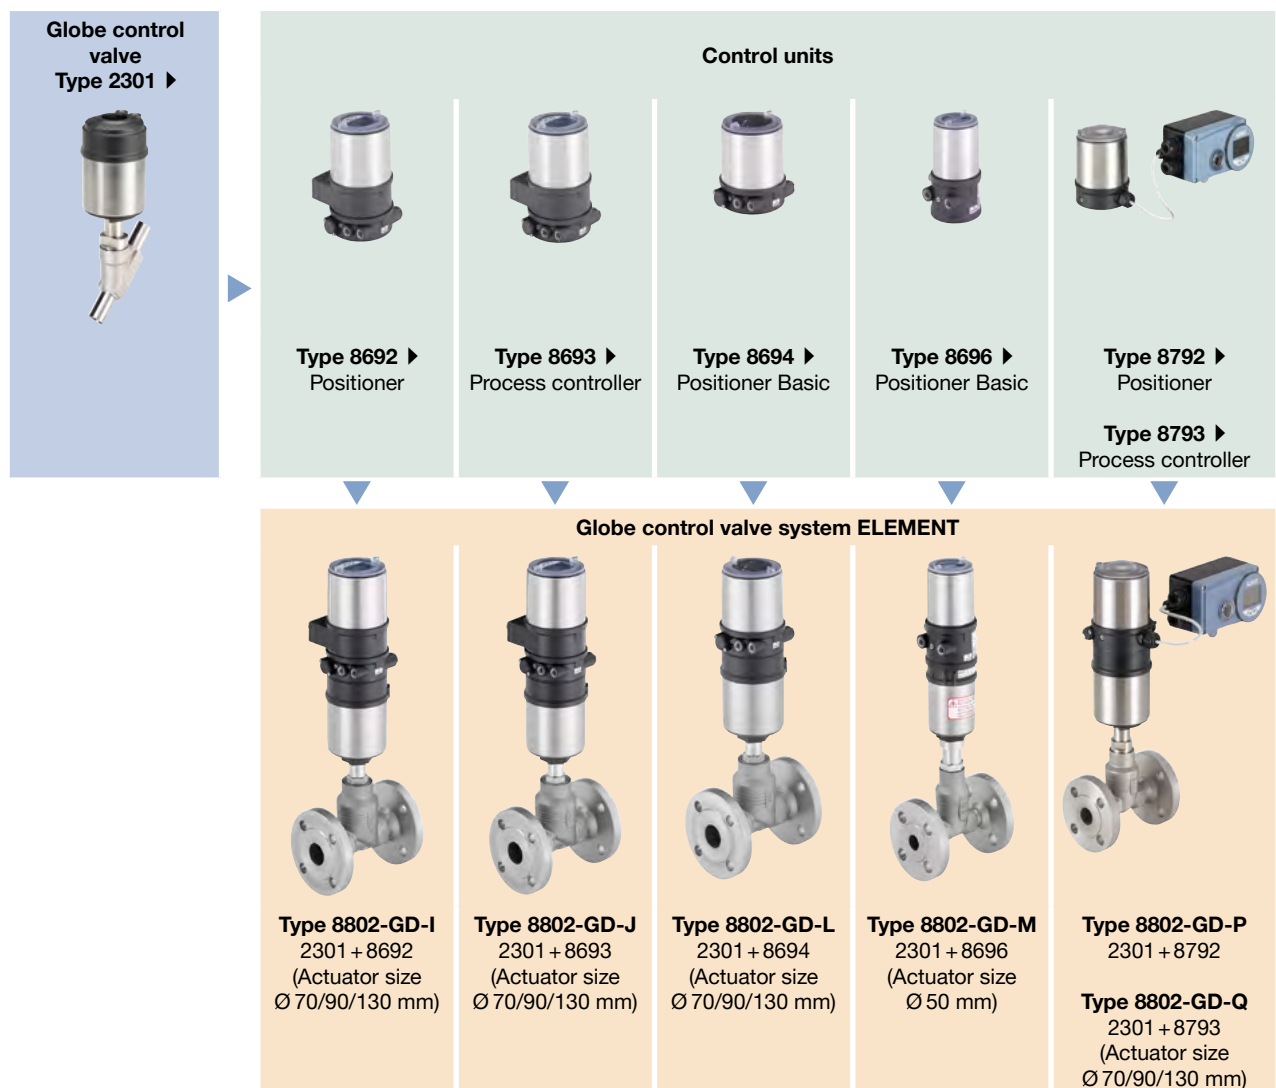 Globe control
valve
Type 2301 ▶
Control units
Type 8692 ▶
Positioner
Type 8693 ▶
Process controller
Type 8694 ▶
Positioner Basic
Type 8696 ▶
Positioner Basic
Type 8792 ▶
Positioner
Type 8793 ▶
Process controller
Globe control valve system ELEMENT
Type 8802-GD-I
2301 + 8692
(Actuator size
Ø 70/90/130 mm)
Type 8802-GD-J
2301 + 8693
(Actuator size
Ø 70/90/130 mm)
Type 8802-GD-L
2301 + 8694
(Actuator size
Ø 70/90/130 mm)
Type 8802-GD-M
2301 + 8696
(Actuator size
Ø 50 mm)
Type 8802-GD-P
2301 + 8792
Type 8802-GD-Q
2301 + 8793
(Actuator size
Ø 70/90/130 mm)